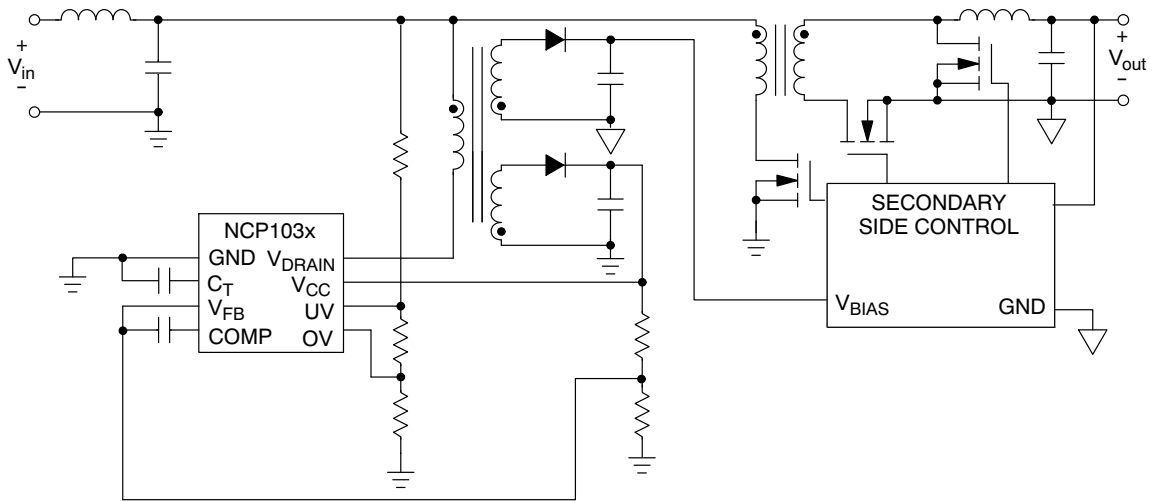 +
V_in
-
+
V_out
-
NCP103x
GND
V_DRAIN
C_T
V_CC
V_FB
UV
COMP
OV
SECONDARY
SIDE CONTROL
V_BIAS
GND